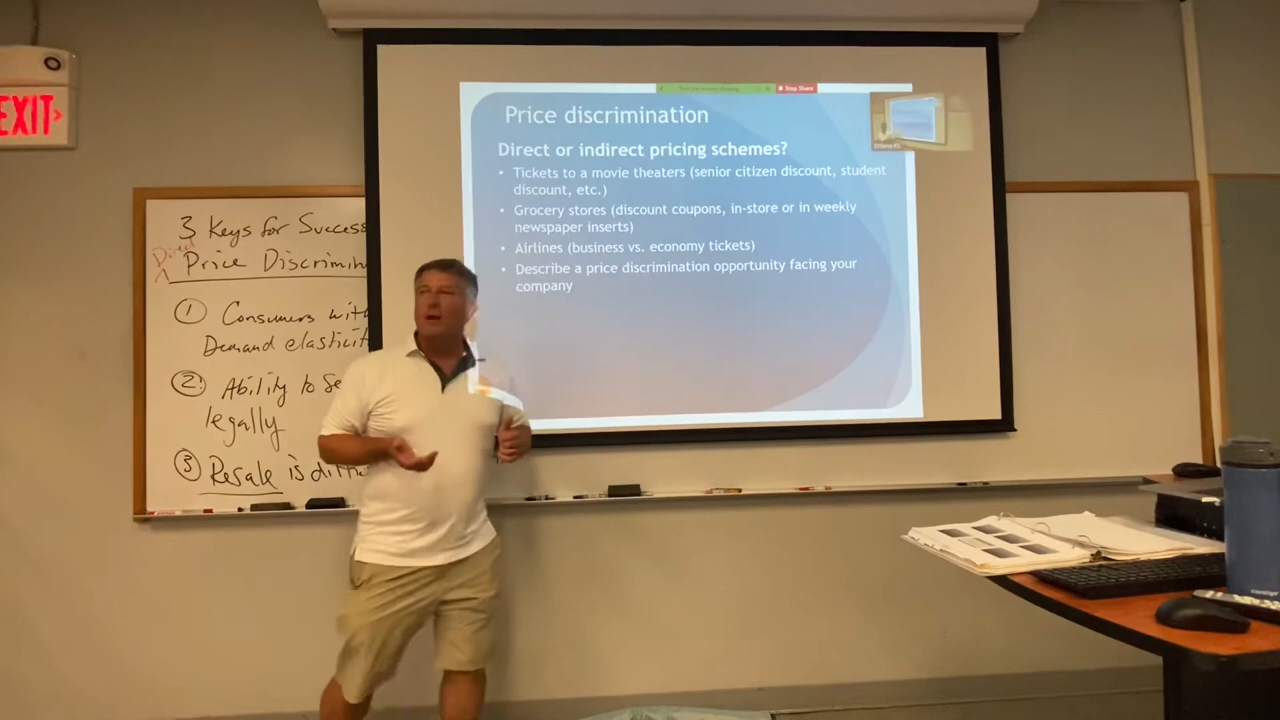 EXIT
3 Keys for Success
Direct
Price Discrimin
① Consumers with
Demand elasticit
② Ability to Se
legally
③ Resale is diffi
Stop Share
Price discrimination
Direct or indirect pricing schemes?
• Tickets to a movie theaters (senior citizen discount, student
discount, etc.)
• Grocery stores (discount coupons, in-store or in weekly
newspaper inserts)
• Airlines (business vs. economy tickets)
• Describe a price discrimination opportunity facing your
company